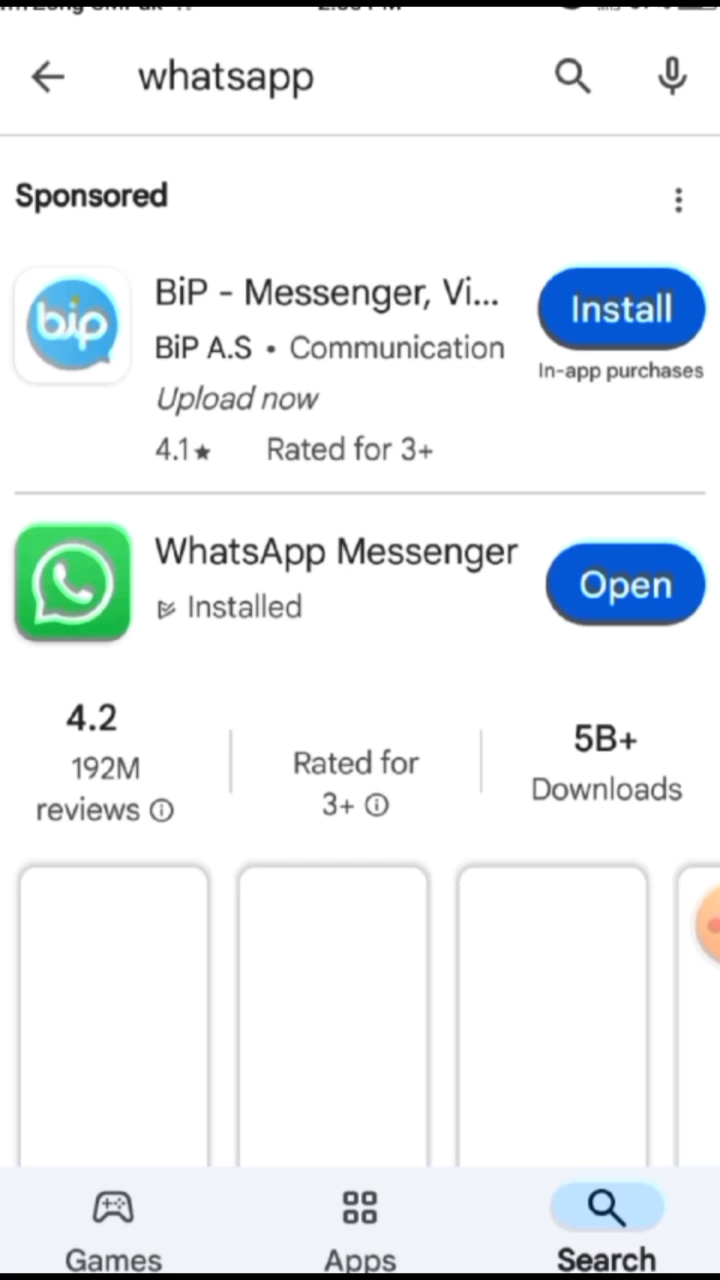 whatsapp
Sponsored
bip
BiP - Messenger, Vi...
Install
BiP A.S • Communication
In-app purchases
Upload now
4.1★ Rated for 3+
WhatsApp Messenger
Installed
Open
4.2
192M
reviews
Rated for
3+
5B+
Downloads
Games
Apps
Search